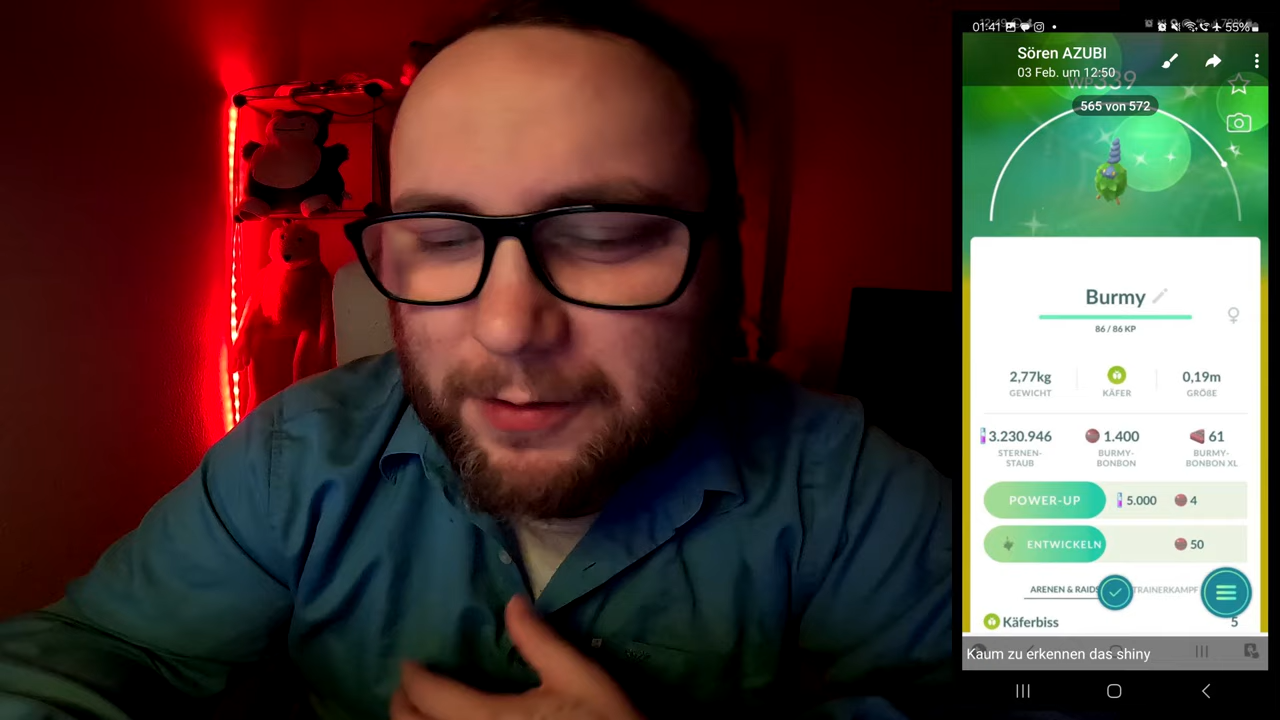 01:41
55%
Sören AZUBI
03 Feb. um 12:50
WP339
565 von 572
Burmy
86 / 86 KP
2,77kg
GEWICHT
KÄFER
0,19m
GRÖßE
3.230.946
STERNEN-
STAUB
1.400
BURMY-
BONBON
61
BURMY-
BONBON XL
POWER-UP
5.000
4
ENTWICKELN
50
ARENEN & RAIDS
TRAINERKAMPF
Käferbiss
5
Kaum zu erkennen das shiny